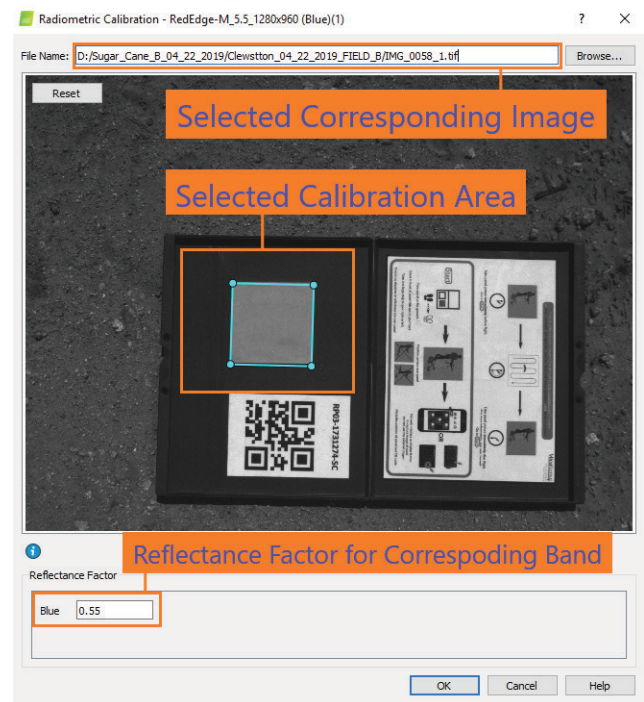 Radiometric Calibration - RedEdge-M_5.5_1280x960 (Blue)(1)
? X
File Name: D:/Sugar_Cane_B_04_22_2019/Clewstton_04_22_2019_FIELD_B/IMG_0058_1.tif Browse...
Reset
Selected Corresponding Image
Selected Calibration Area
OR
RP03-1731274-SC
Reflectance Factor for Correspoding Band
Reflectance Factor
Blue 0.55
OK Cancel Help